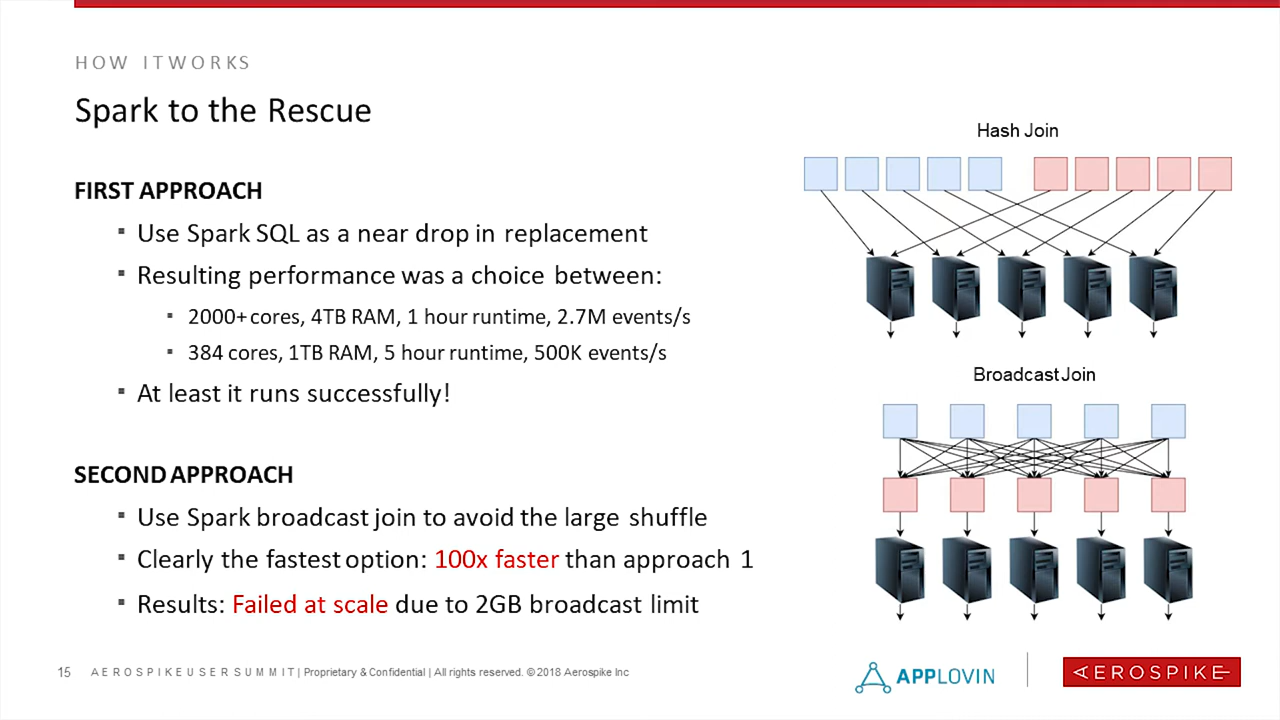 HOW ITWORKS
Spark to the Rescue
FIRST APPROACH
▪ Use Spark SQL as a near drop in replacement
▪ Resulting performance was a choice between:
▪ 2000+ cores, 4TB RAM, 1 hour runtime, 2.7M events/s
▪ 384 cores, 1TB RAM, 5 hour runtime, 500K events/s
▪ At least it runs successfully!
SECOND APPROACH
▪ Use Spark broadcast join to avoid the large shuffle
▪ Clearly the fastest option: 100x faster than approach 1
▪ Results: Failed at scale due to 2GB broadcast limit
Hash Join
Broadcast Join
15 AEROSPIKE USER SUMMIT | Proprietary & Confidential | All rights reserved. © 2018 Aerospike Inc
APPLOVIN
AEROSPIKE